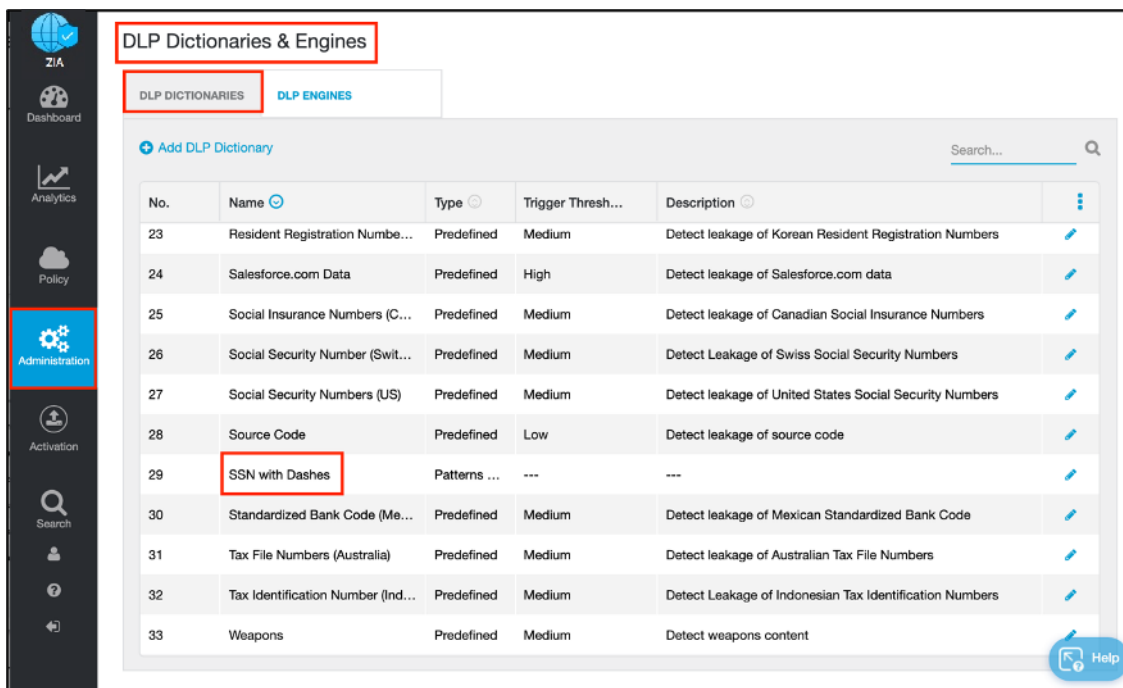 ZIA
Dashboard
Analytics
Policy
Administration
Activation
Search
DLP Dictionaries & Engines
DLP DICTIONARIES DLP ENGINES
Add DLP Dictionary Search...
No. Name Type Trigger Thresh... Description
23 Resident Registration Numbe... Predefined Medium Detect leakage of Korean Resident Registration Numbers
24 Salesforce.com Data Predefined High Detect leakage of Salesforce.com data
25 Social Insurance Numbers (C... Predefined Medium Detect leakage of Canadian Social Insurance Numbers
26 Social Security Number (Swit... Predefined Medium Detect Leakage of Swiss Social Security Numbers
27 Social Security Numbers (US) Predefined Medium Detect leakage of United States Social Security Numbers
28 Source Code Predefined Low Detect leakage of source code
29 SSN with Dashes Patterns ... --- ---
30 Standardized Bank Code (Me... Predefined Medium Detect leakage of Mexican Standardized Bank Code
31 Tax File Numbers (Australia) Predefined Medium Detect leakage of Australian Tax File Numbers
32 Tax Identification Number (Ind... Predefined Medium Detect Leakage of Indonesian Tax Identification Numbers
33 Weapons Predefined Medium Detect weapons content
Help